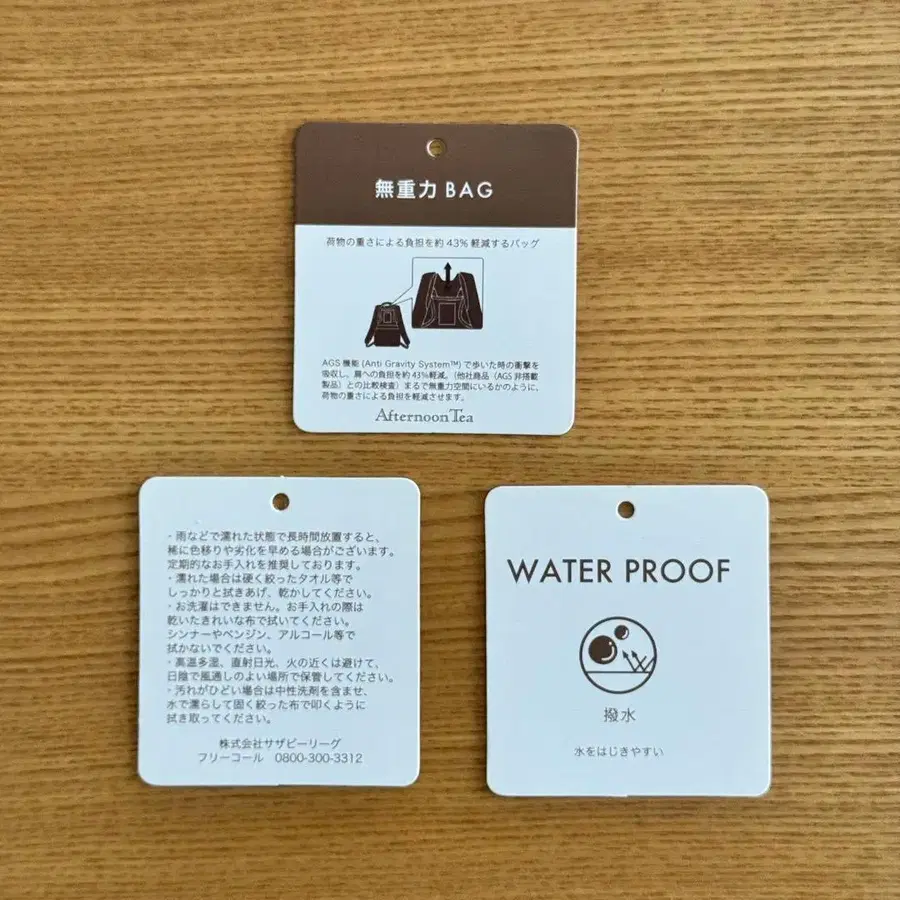 無重力 BAG
荷物の重さによる負担を約 43% 軽減するバッグ
AGS 機能 (Anti Gravity System™) で歩いた時の衝撃を
吸収し、肩への負担を約 43% 軽減。(他社商品（AGS 非搭載
製品）との比較検査）まるで無重力空間にいるかのように、
荷物の重さによる負担を軽減させます。
Afternoon Tea
・雨などで濡れた状態で長時間放置すると、
稀に色移りや劣化を早める場合がございます。
定期的なお手入れを推奨しております。
・濡れた場合は硬く絞ったタオル等で
しっかりと拭きあげ、乾かしてください。
・お洗濯はできません。お手入れの際は
乾いたきれいな布で拭いてください。
シンナーやベンジン、アルコール等で
拭かないでください。
・高温多湿、直射日光、火の近くは避けて、
日陰で風通しのよい場所で保管してください。
・汚れがひどい場合は中性洗剤を含ませ、
水で濡らして固く絞った布で叩くように
拭き取ってください。
株式会社サザビーリーグ
フリーコール 0800-300-3312
WATER PROOF
撥水
水をはじきやすい